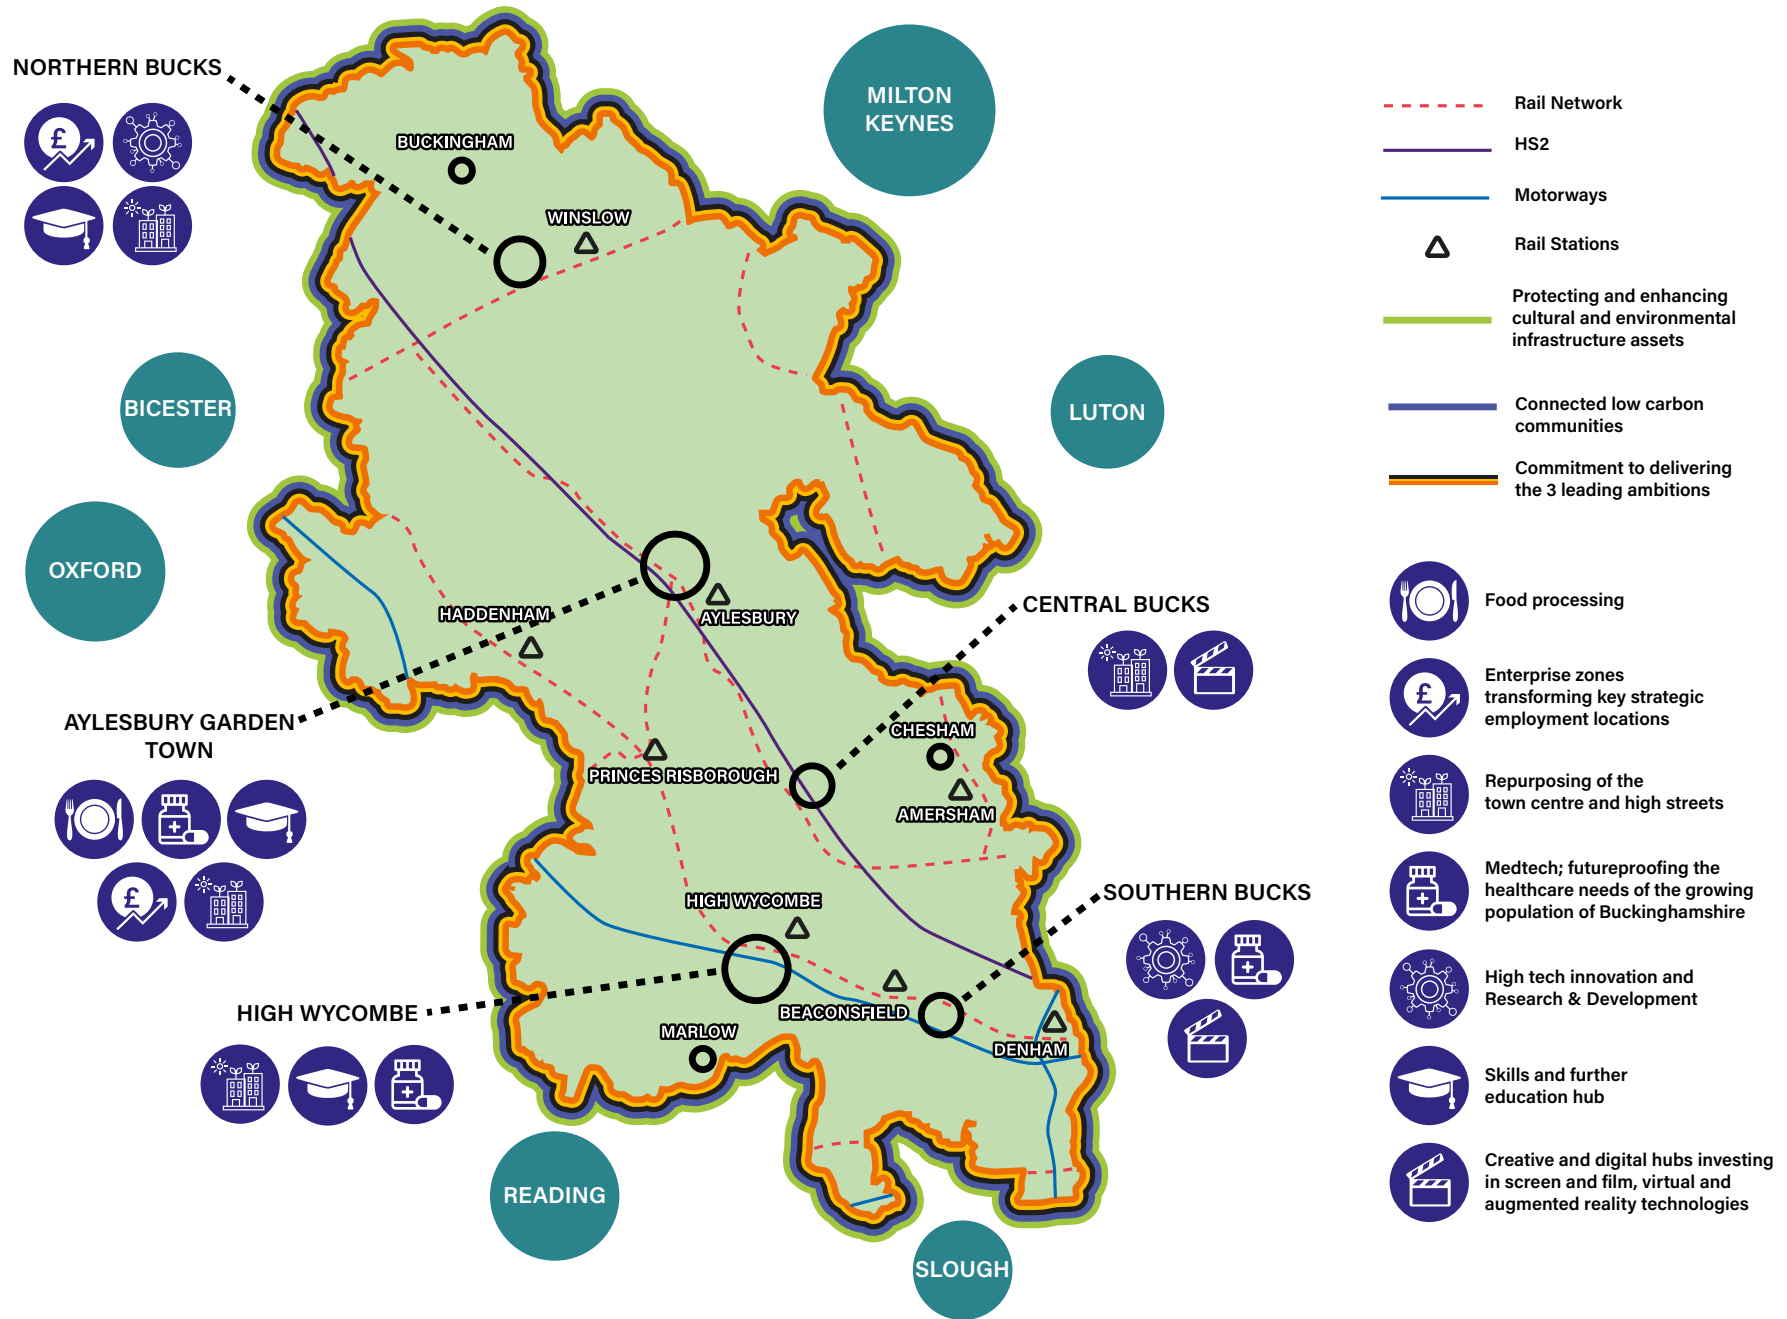 NORTHERN BUCKS
£
BUCKINGHAM
WINSLOW
MILTON
KEYNES
BICESTER
LUTON
OXFORD
HADDENHAM
AYLESBURY
CENTRAL BUCKS
AYLESBURY GARDEN
TOWN
£
CHESHAM
PRINCES RISBOROUGH
AMERSHAM
HIGH WYCOMBE
SOUTHERN BUCKS
HIGH WYCOMBE
BEACONSFIELD
MARLOW
DENHAM
READING
SLOUGH
Rail Network
HS2
Motorways
Rail Stations
Protecting and enhancing
cultural and environmental
infrastructure assets
Connected low carbon
communities
Commitment to delivering
the 3 leading ambitions
Food processing
£
Enterprise zones
transforming key strategic
employment locations
Repurposing of the
town centre and high streets
Medtech; futureproofing the
healthcare needs of the growing
population of Buckinghamshire
High tech innovation and
Research & Development
Skills and further
education hub
Creative and digital hubs investing
in screen and film, virtual and
augmented reality technologies